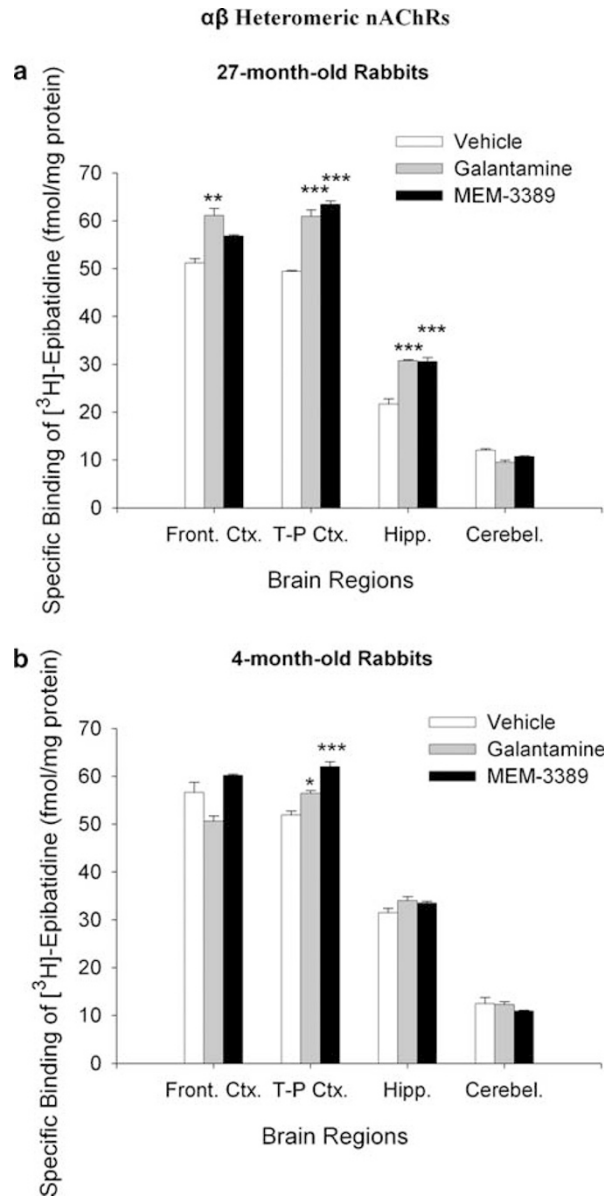 αβ Heteromeric nAChRs
a
27-month-old Rabbits
Specific Binding of [³H]-Epibatidine (fmol/mg protein)
Vehicle
Galantamine
MEM-3389
70
60
50
40
30
20
10
0
**
***
***
***
***
Front. Ctx.
T-P Ctx.
Hipp.
Cerebel.
Brain Regions
b
4-month-old Rabbits
Specific Binding of [³H]-Epibatidine (fmol/mg protein)
Vehicle
Galantamine
MEM-3389
70
60
50
40
30
20
10
0
*
***
Front. Ctx.
T-P Ctx.
Hipp.
Cerebel.
Brain Regions